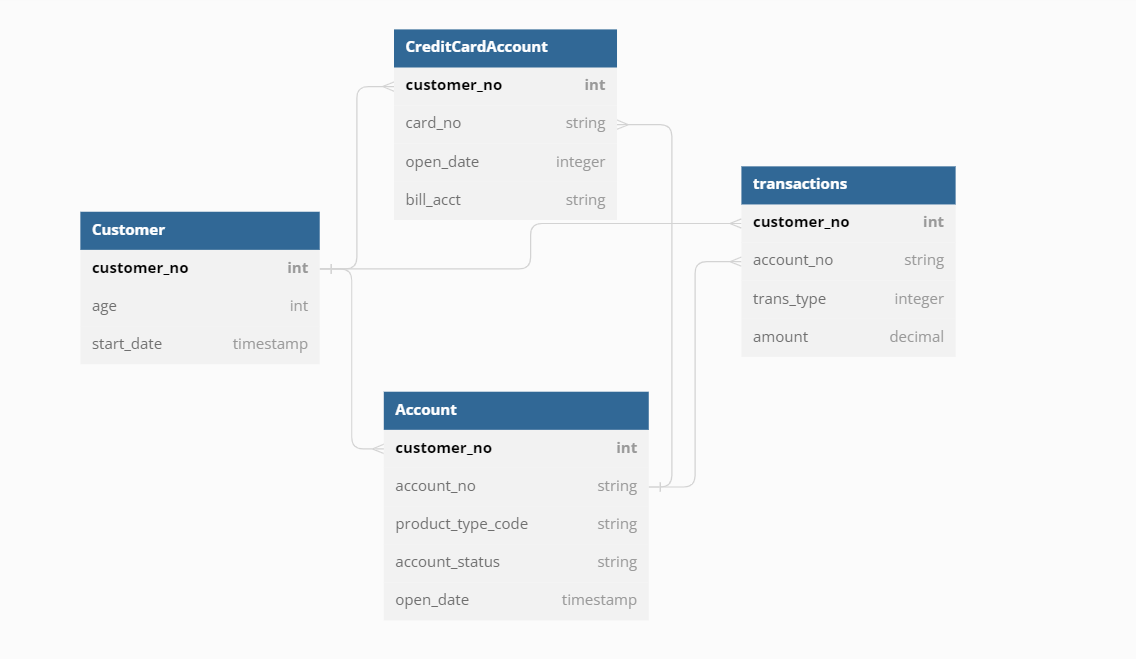 CreditCardAccount
customer_no int
card_no string
open_date integer
bill_acct string
transactions
customer_no int
account_no string
trans_type integer
amount decimal
Customer
customer_no int
age int
start_date timestamp
Account
customer_no int
account_no string
product_type_code string
account_status string
open_date timestamp